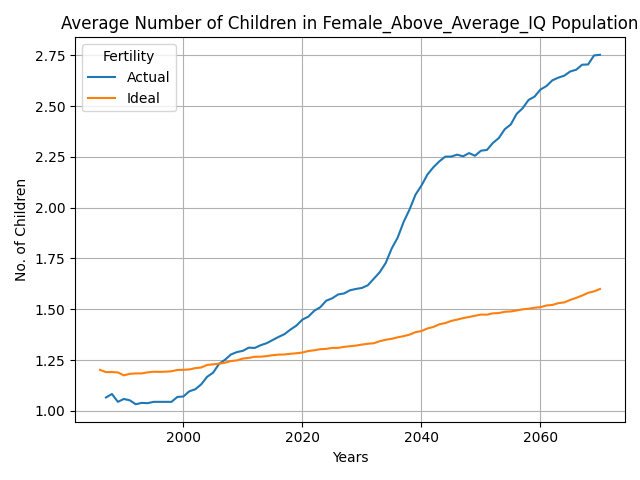 Average Number of Children in Female_Above_Average_IQ Population
Fertility
Actual
Ideal
No. of Children
2.75
2.50
2.25
2.00
1.75
1.50
1.25
1.00
2000 2020 2040 2060
Years